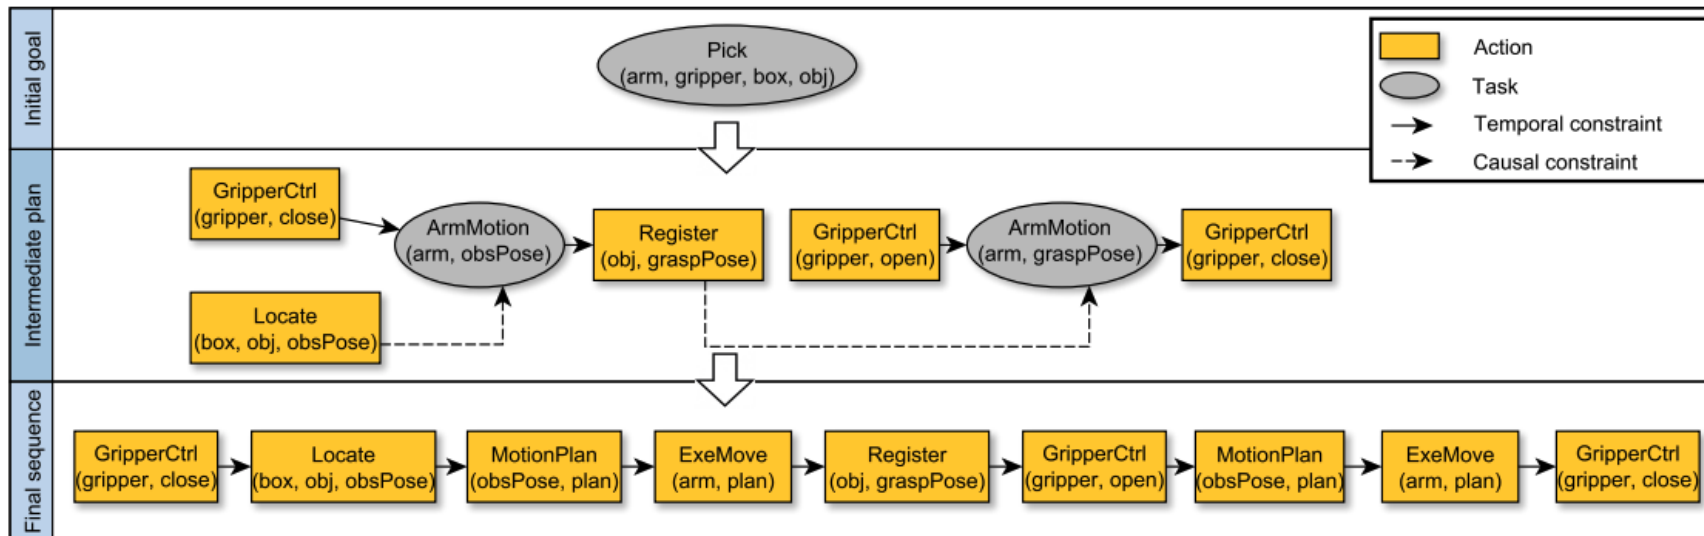 Initial goal
Pick
(arm, gripper, box, obj)
Action
Task
Temporal constraint
Causal constraint
Intermediate plan
GripperCtrl
(gripper, close)
ArmMotion
(arm, obsPose)
Register
(obj, graspPose)
GripperCtrl
(gripper, open)
ArmMotion
(arm, graspPose)
GripperCtrl
(gripper, close)
Locate
(box, obj, obsPose)
Final sequence
GripperCtrl
(gripper, close)
Locate
(box, obj, obsPose)
MotionPlan
(obsPose, plan)
ExeMove
(arm, plan)
Register
(obj, graspPose)
GripperCtrl
(gripper, open)
MotionPlan
(obsPose, plan)
ExeMove
(arm, plan)
GripperCtrl
(gripper, close)